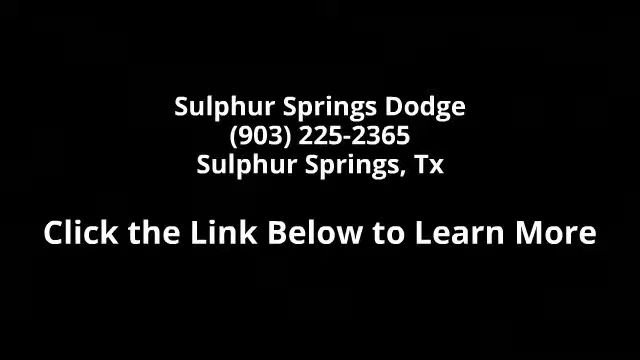 Sulphur Springs Dodge
(903) 225-2365
Sulphur Springs, Tx
Click the Link Below to Learn More